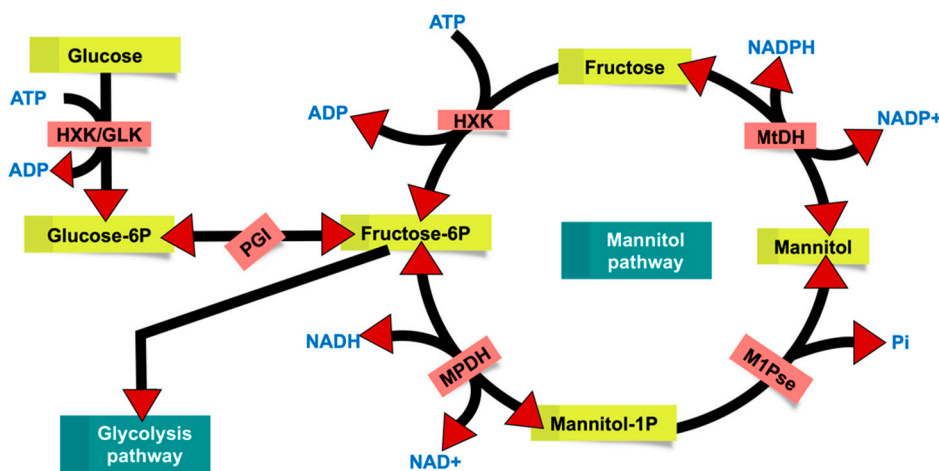 Glucose
ATP
HXK/GLK
ADP
Glucose-6P
PGI
ATP
ADP
HXK
Fructose
NADPH
NADP+
MtDH
Fructose-6P
Mannitol
pathway
Mannitol
NADH
MPDH
NAD+
Mannitol-1P
M1Pse
Pi
Glycolysis
pathway